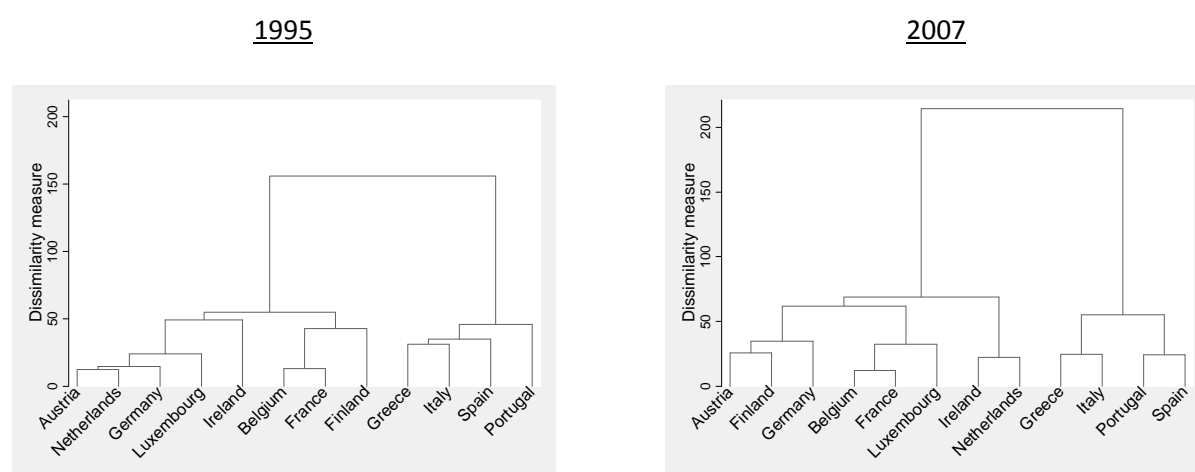 1995
2007
200
150
100
50
0
Dissimilarity measure
Austria
Netherlands
Germany
Luxembourg
Ireland
Belgium
France
Finland
Greece
Italy
Spain
Portugal
200
150
100
50
0
Dissimilarity measure
Austria
Finland
Germany
Belgium
France
Luxembourg
Ireland
Netherlands
Greece
Italy
Portugal
Spain